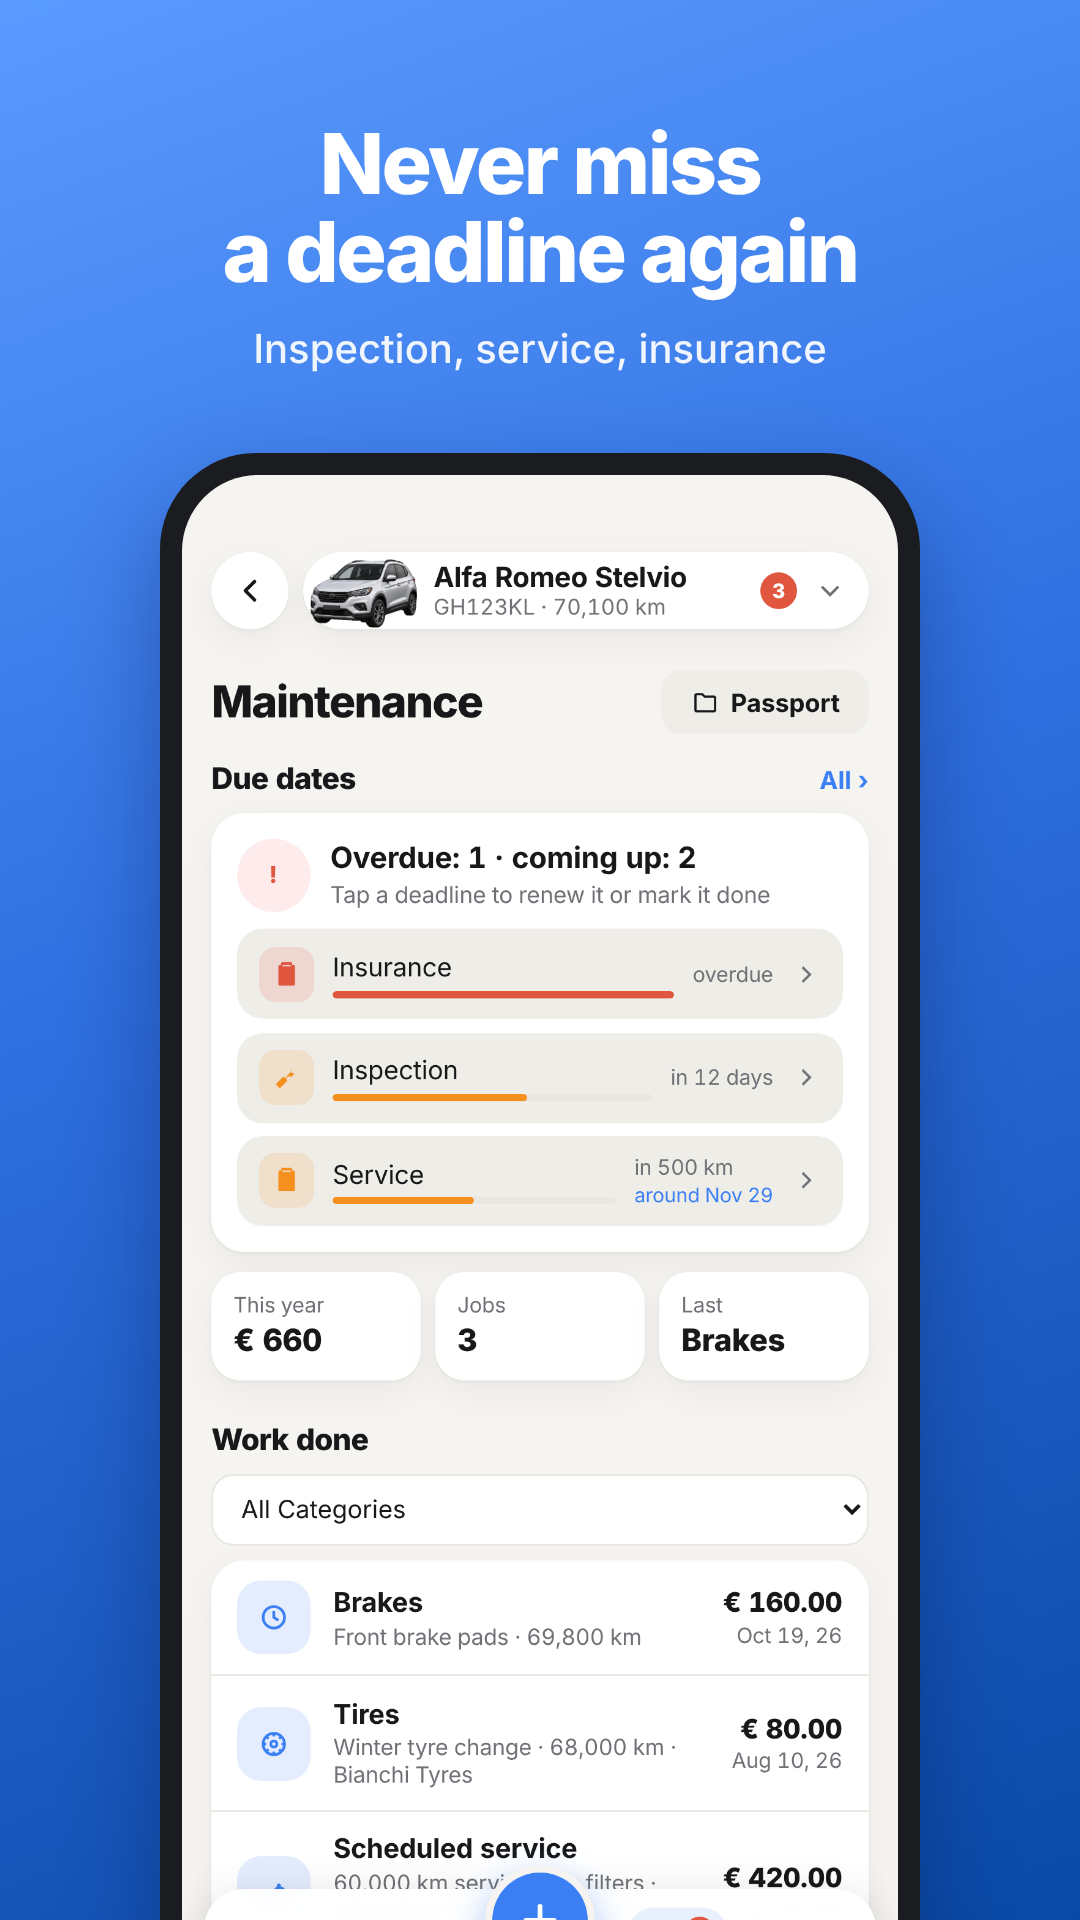 Never miss
a deadline again
Inspection, service, insurance
Alfa Romeo Stelvio
GH123KL · 70,100 km
3
Maintenance
Passport
Due dates
All ›
!
Overdue: 1 · coming up: 2
Tap a deadline to renew it or mark it done
Insurance
overdue
Inspection
in 12 days
Service
in 500 km
around Nov 29
This year
€ 660
Jobs
3
Last
Brakes
Work done
All Categories
Brakes
€ 160.00
Front brake pads · 69,800 km
Oct 19, 26
Tires
€ 80.00
Winter tyre change · 68,000 km ·
Bianchi Tyres
Aug 10, 26
Scheduled service
€ 420.00
60,000 km filters ·